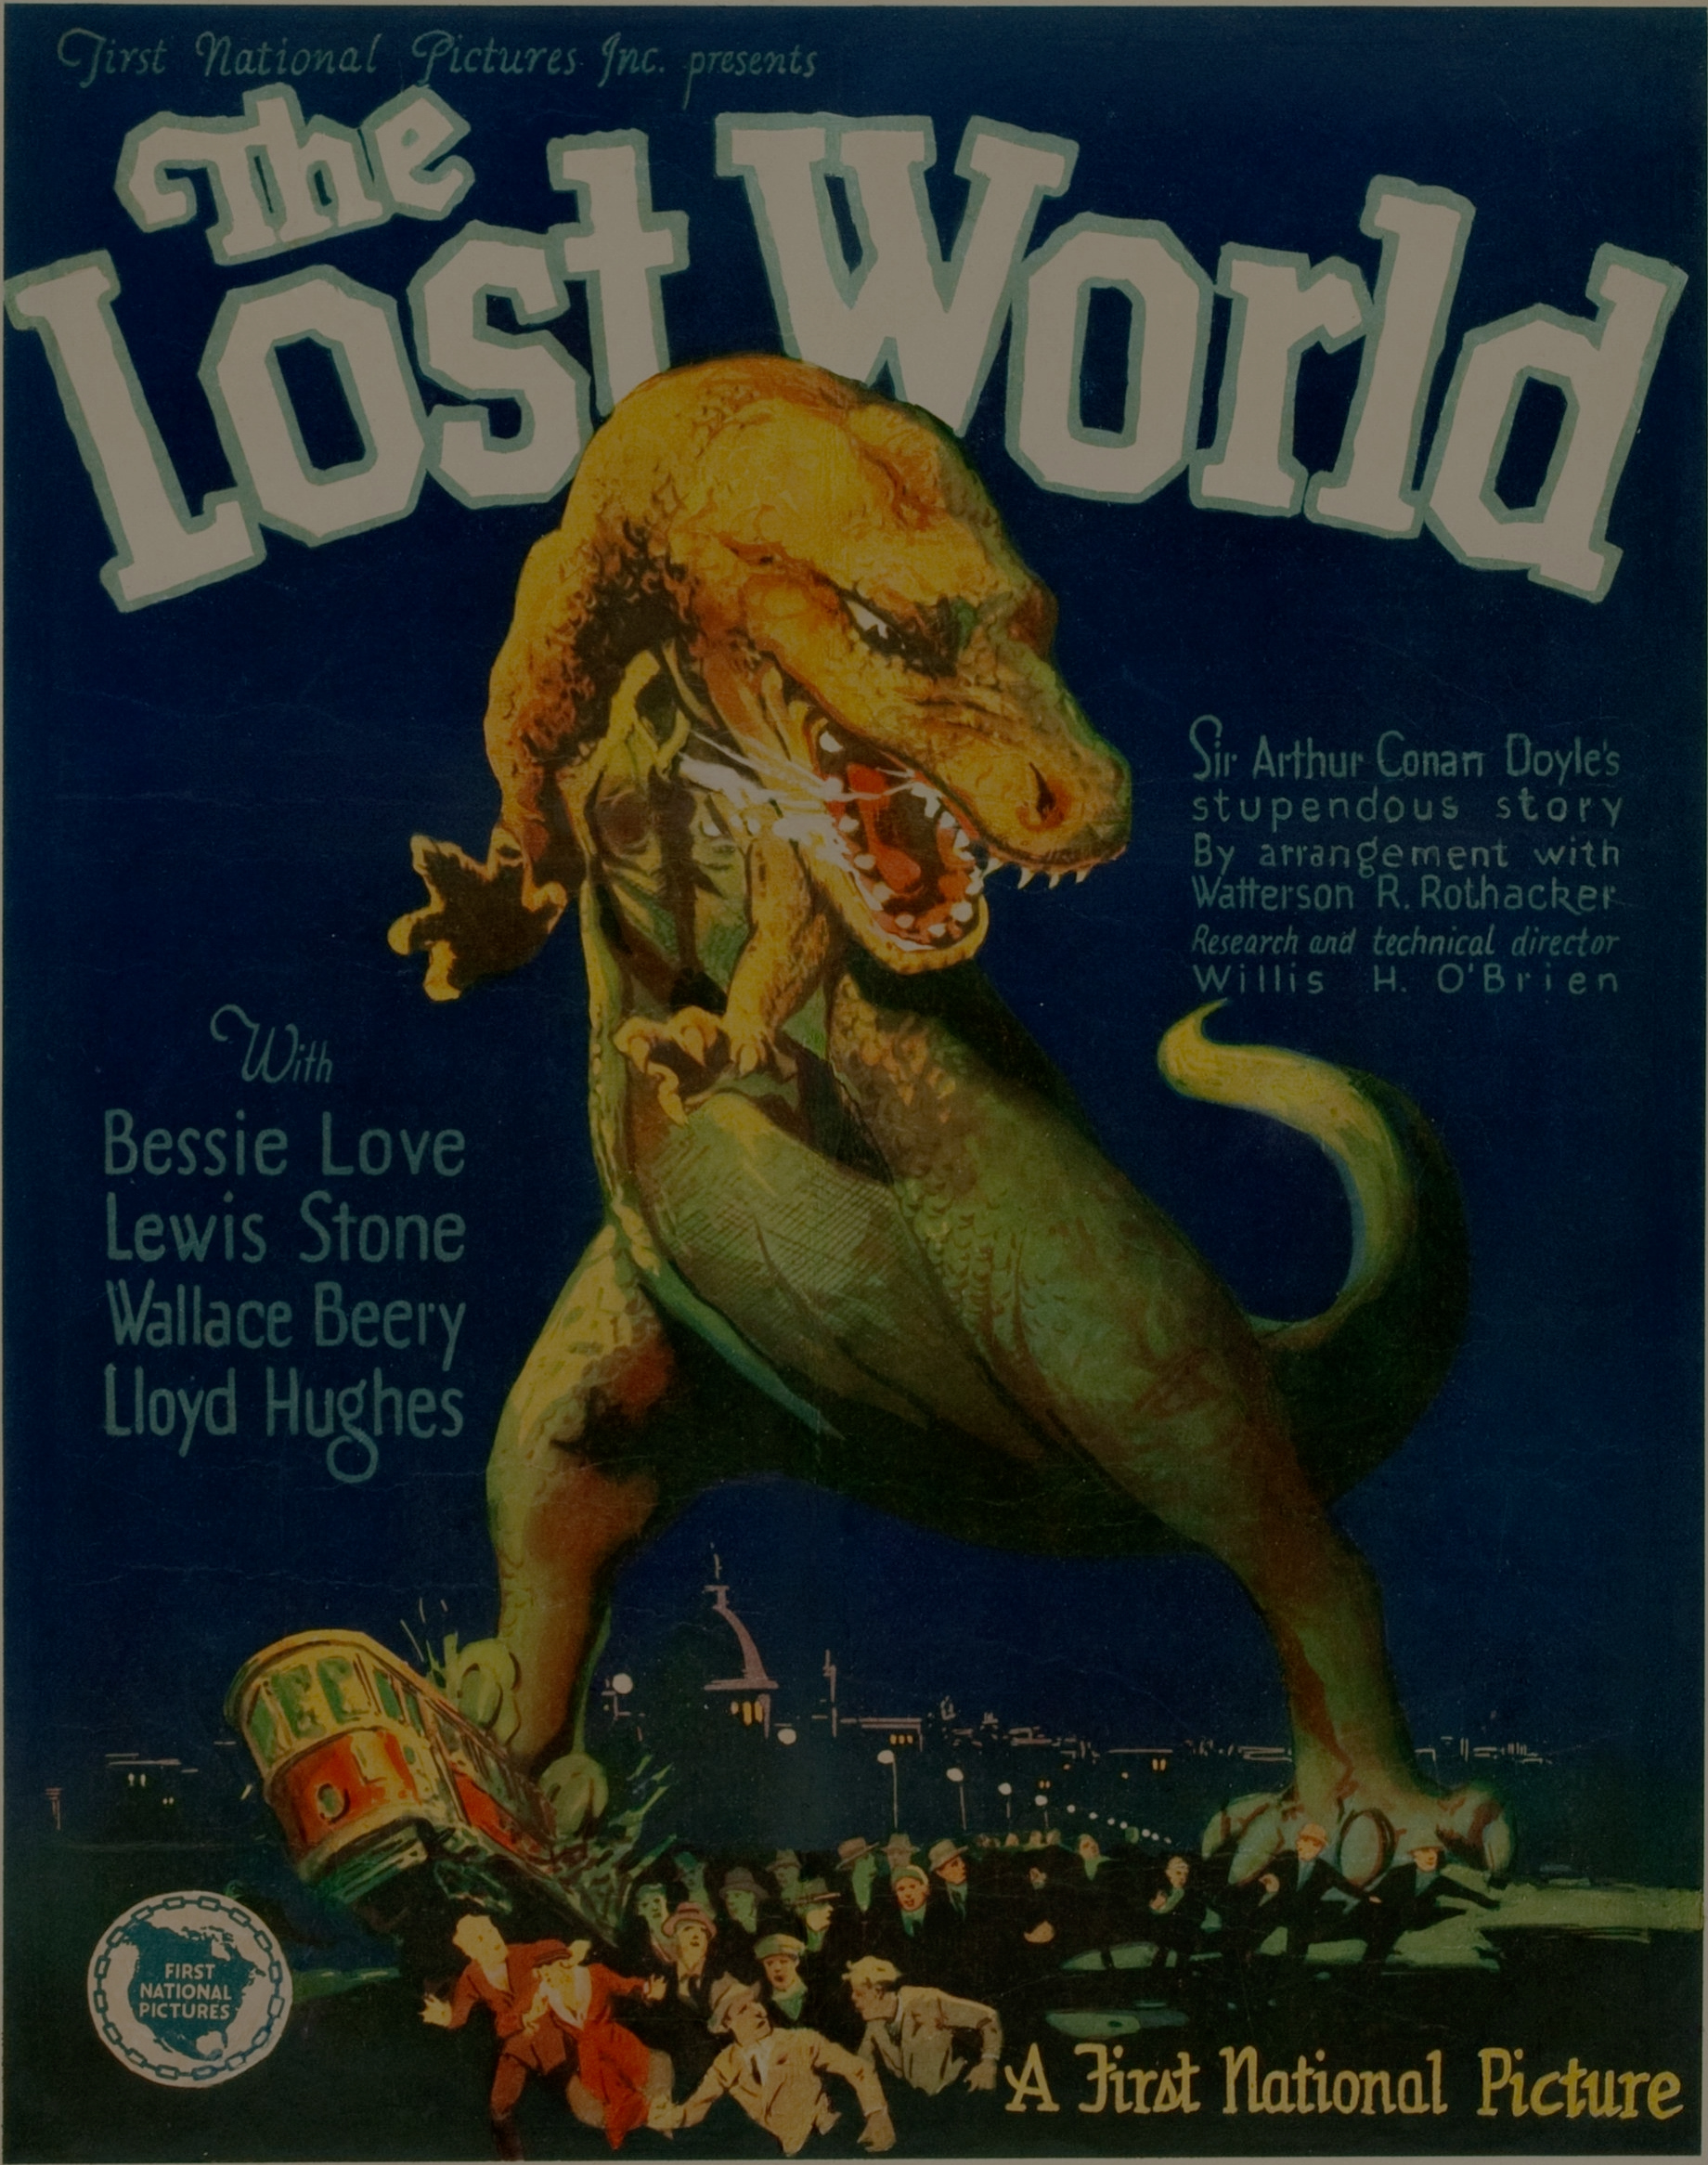 First National Pictures Inc. presents
The
Lost World
Sir Arthur Conan Doyle's
stupendous story
By arrangement with
Watterson R. Rothacker
Research and technical director
Willis H. O'Brien
With
Bessie Love
Lewis Stone
Wallace Beery
Lloyd Hughes
FIRST
NATIONAL
PICTURES
A First National Picture